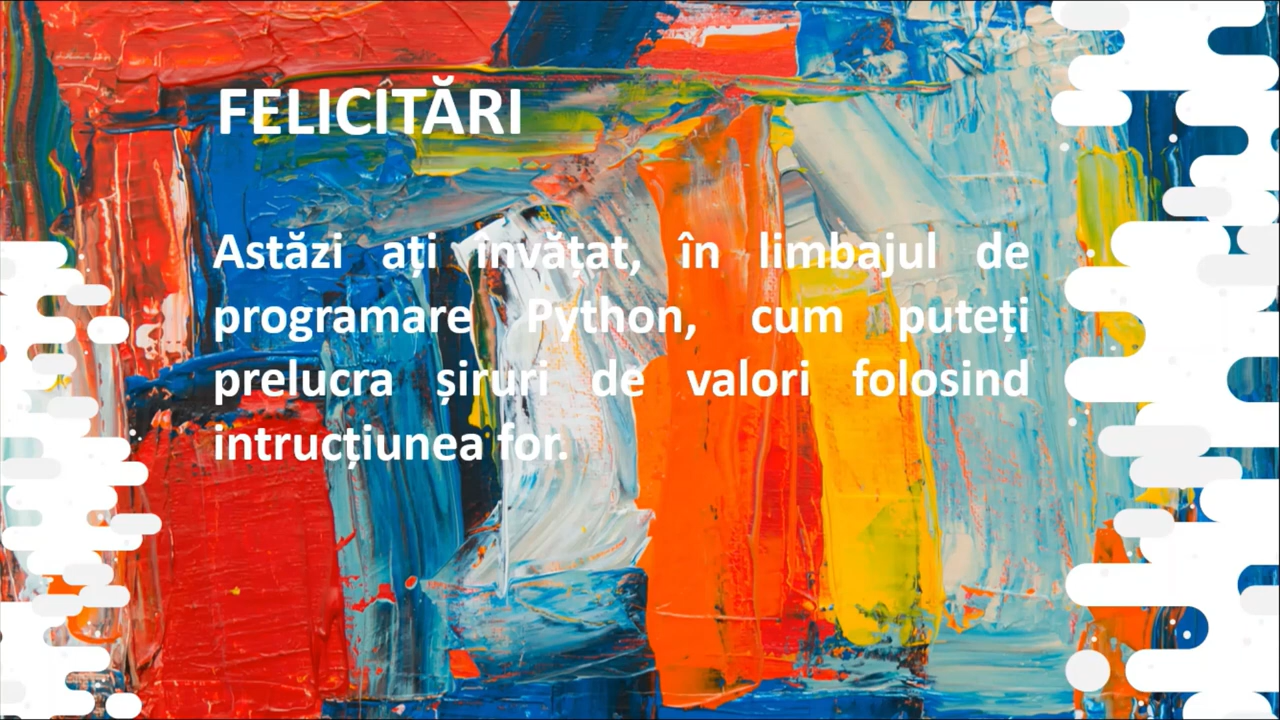 FELICITĂRI
Astăzi ați învățat, în limbajul de
programare Python, cum puteți
prelucra șiruri de valori folosind
intrucțiunea for.